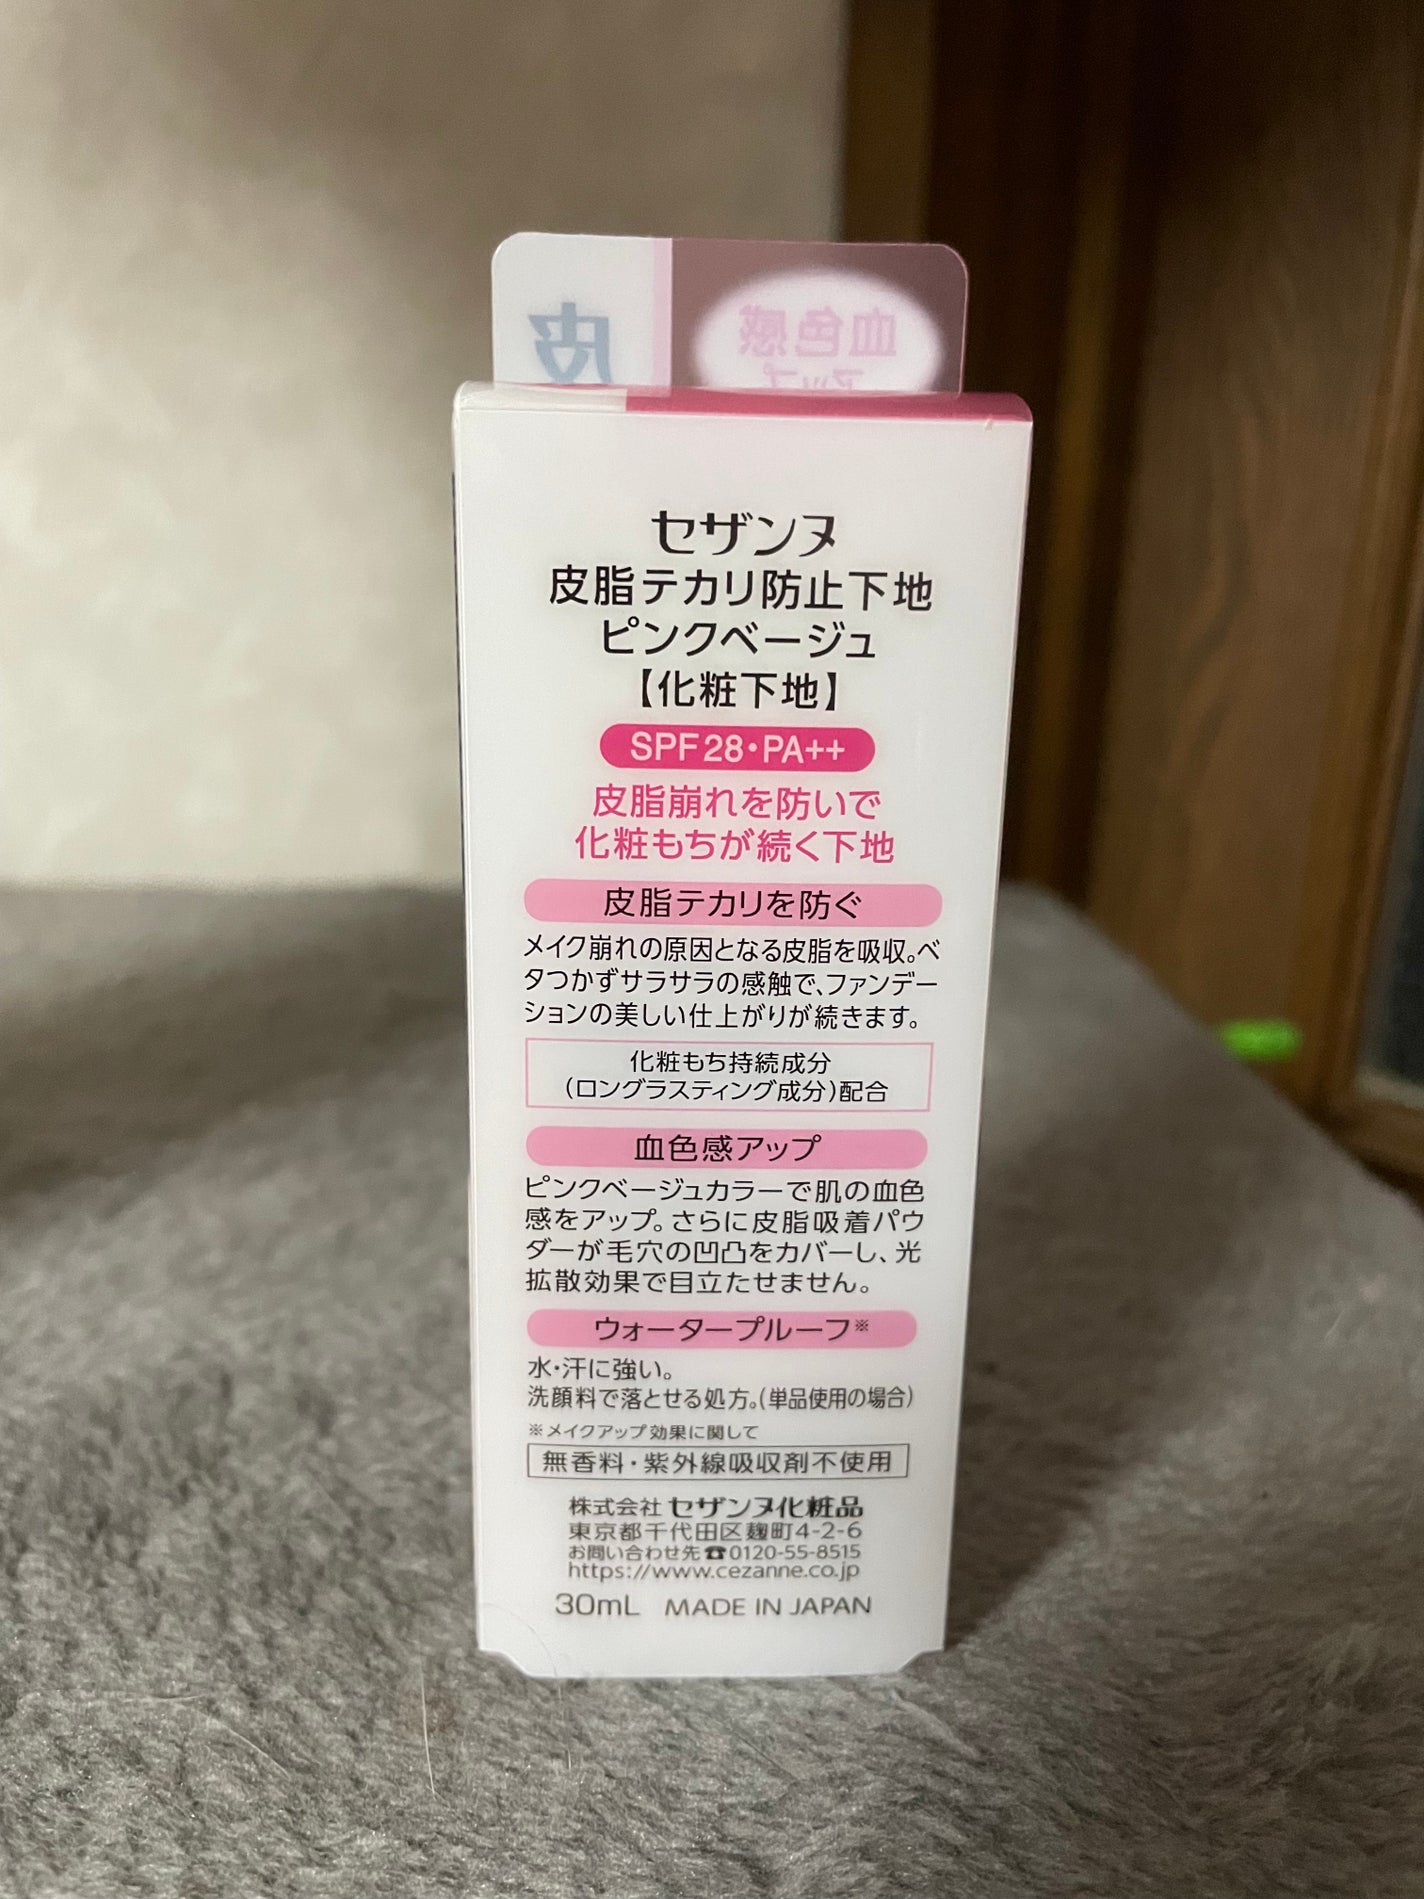 皮
血色感
アップ
セザンヌ
皮脂テカリ防止下地
ピンクベージュ
【化粧下地】
SPF28・PA++
皮脂崩れを防いで
化粧もちが続く下地
皮脂テカリを防ぐ
メイク崩れの原因となる皮脂を吸収。ベ
タつかずサラサラの感触で、ファンデー
ションの美しい仕上がりが続きます。
化粧もち持続成分
（ロングラスティング成分）配合
血色感アップ
ピンクベージュカラーで肌の血色
感をアップ。さらに皮脂吸着パウ
ダーが毛穴の凹凸をカバーし、光
拡散効果で目立たせません。
ウォータープルーフ※
水・汗に強い。
洗顔料で落とせる処方。（単品使用の場合）
※メイクアップ効果に関して
無香料・紫外線吸収剤不使用
株式会社 セザンヌ化粧品
東京都千代田区麹町4-2-6
お問い合わせ先☎0120-55-8515
https://www.cezanne.co.jp
30mL MADE IN JAPAN